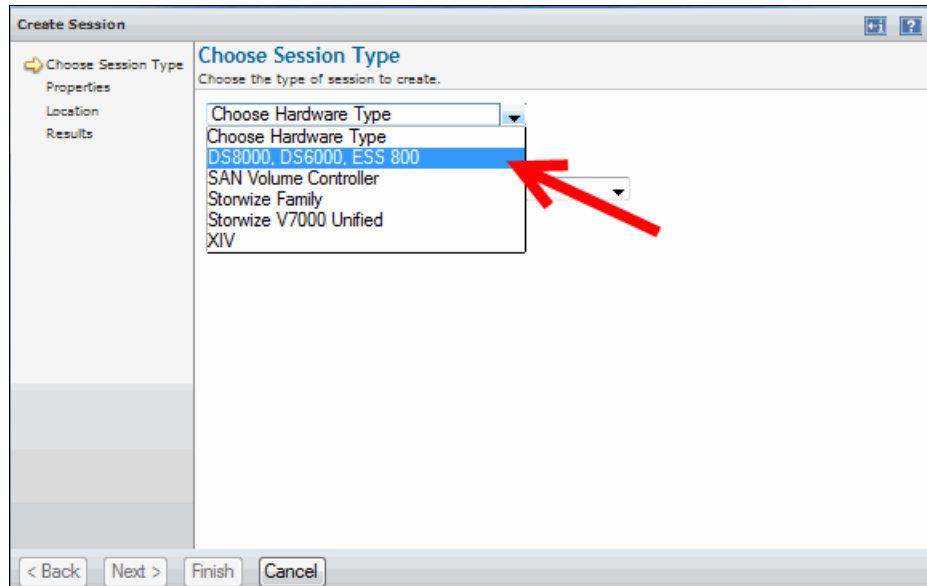 Create Session
?
Choose Session Type
Properties
Location
Results
Choose Session Type
Choose the type of session to create.
Choose Hardware Type
Choose Hardware Type
DS8000, DS6000, ESS 800
SAN Volume Controller
Storwize Family
Storwize V7000 Unified
XIV
< Back Next > Finish Cancel